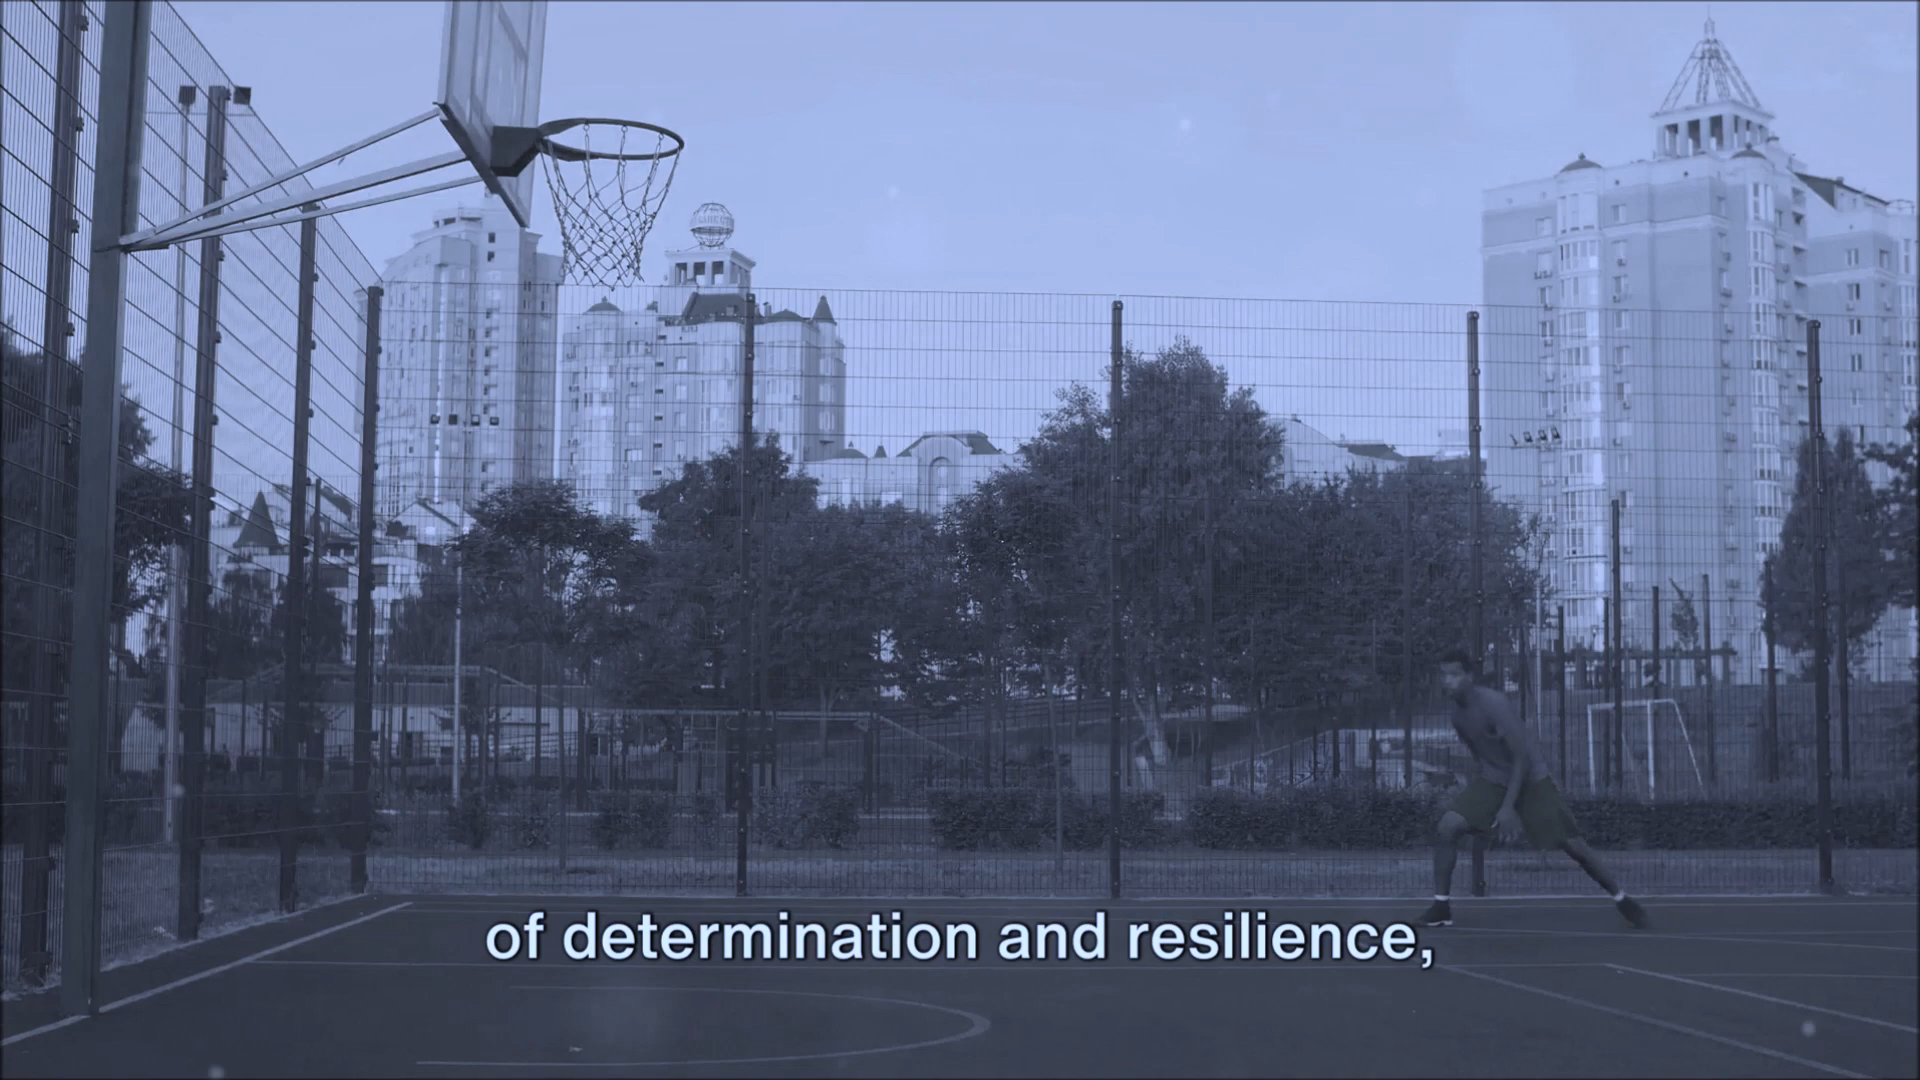 of determination and resilience,